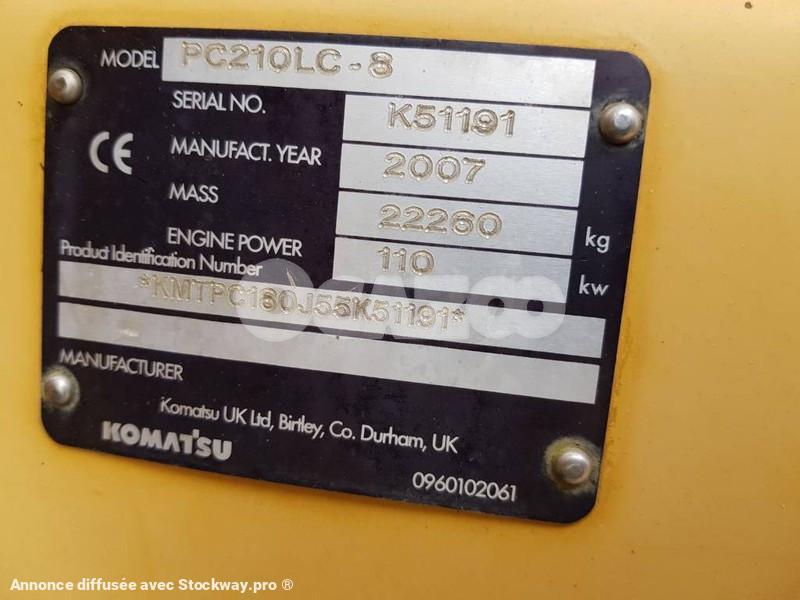 MODEL PC210LC-8
SERIAL NO. K51191
CE
MANUFACT. YEAR 2007
MASS 22260 kg
ENGINE POWER 110 kw
Product Identification Number
*KMTPC160J55K51191*
MANUFACTURER
Komatsu UK Ltd, Birtley, Co. Durham, UK
KOMATSU
0960102061
Annonce diffusée avec Stockway.pro ®